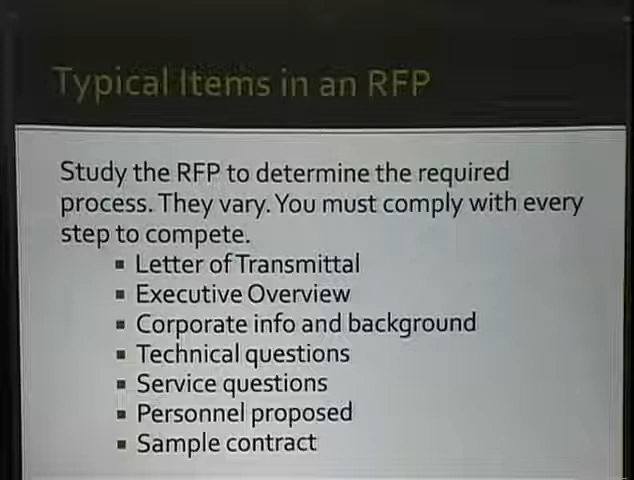 Typical Items in an RFP
Study the RFP to determine the required
process. They vary. You must comply with every
step to compete.
▪ Letter of Transmittal
▪ Executive Overview
▪ Corporate info and background
▪ Technical questions
▪ Service questions
▪ Personnel proposed
▪ Sample contract